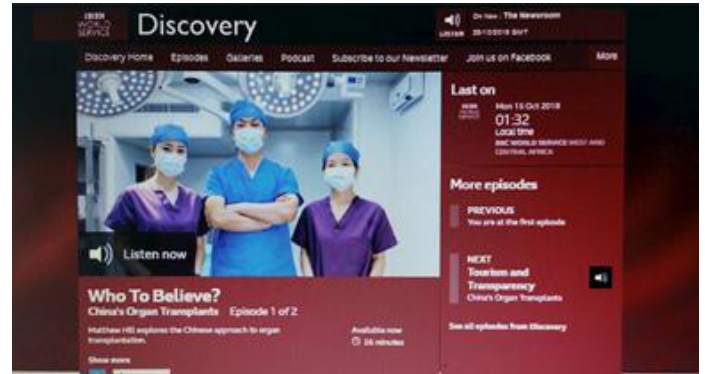 BBC
WORLD
SERVICE
Discovery
LISTEN
On Now : The Newsroom
Discovery Home Episodes Galleries Podcast Subscribe to our Newsletter Join us on Facebook More
Listen now
Who To Believe?
China's Organ Transplants Episode 1 of 2
Matthew Hill explores the Chinese approach to organ
transplantation.
Available now
26 minutes
Show more
Last on
BBC
WORLD
SERVICE
Mon 15 Oct 2018
01:32
Local time
BBC WORLD SERVICE WEST AND
CENTRAL AFRICA
More episodes
PREVIOUS
You are at the first episode
NEXT
Tourism and
Transparency
China's Organ Transplants
See all episodes from Discovery